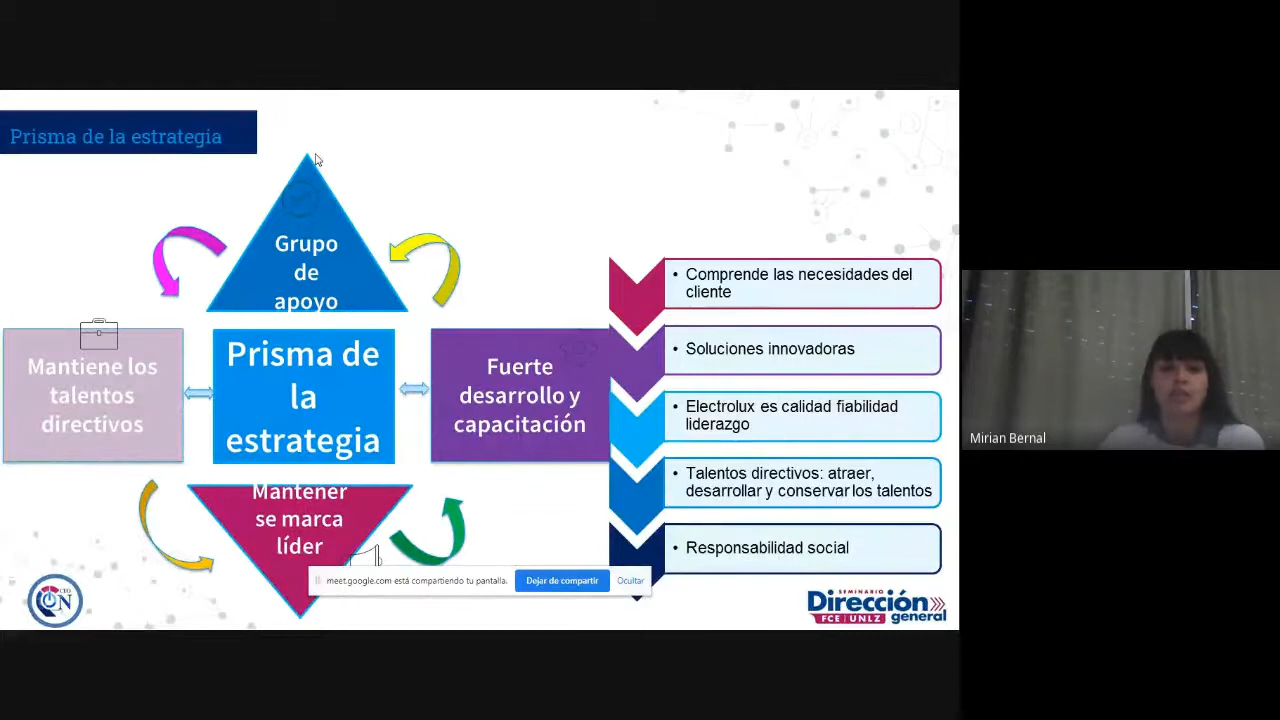 Prisma de la estrategia
Grupo
de
apoyo
Mantiene los
talentos
directivos
Prisma de
la
estrategia
Fuerte
desarrollo y
capacitación
Mantener
se marca
líder
• Comprende las necesidades del
cliente
• Soluciones innovadoras
• Electrolux es calidad fiabilidad
liderazgo
• Talentos directivos: atraer,
desarrollar y conservar los talentos
• Responsabilidad social
meet.google.com está compartiendo tu pantalla.
Dejar de compartir
Ocultar
CEO
ON
SEMINARIO
Dirección
FCE | UNLZ general
Mirian Bernal